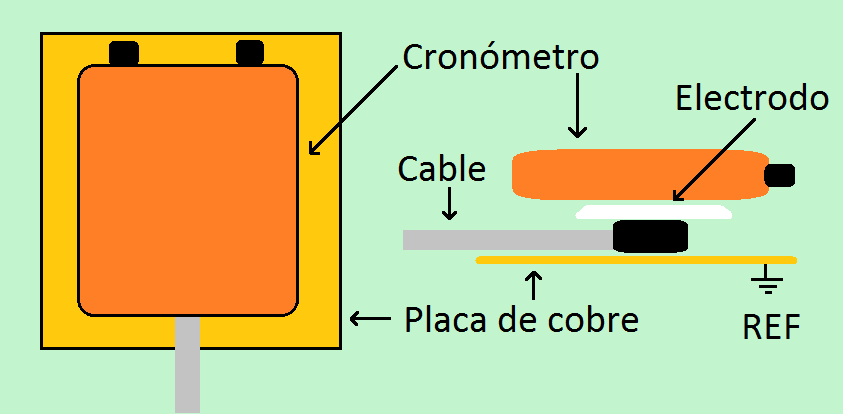 Cronómetro
Electrodo
Cable
Placa de cobre
REF